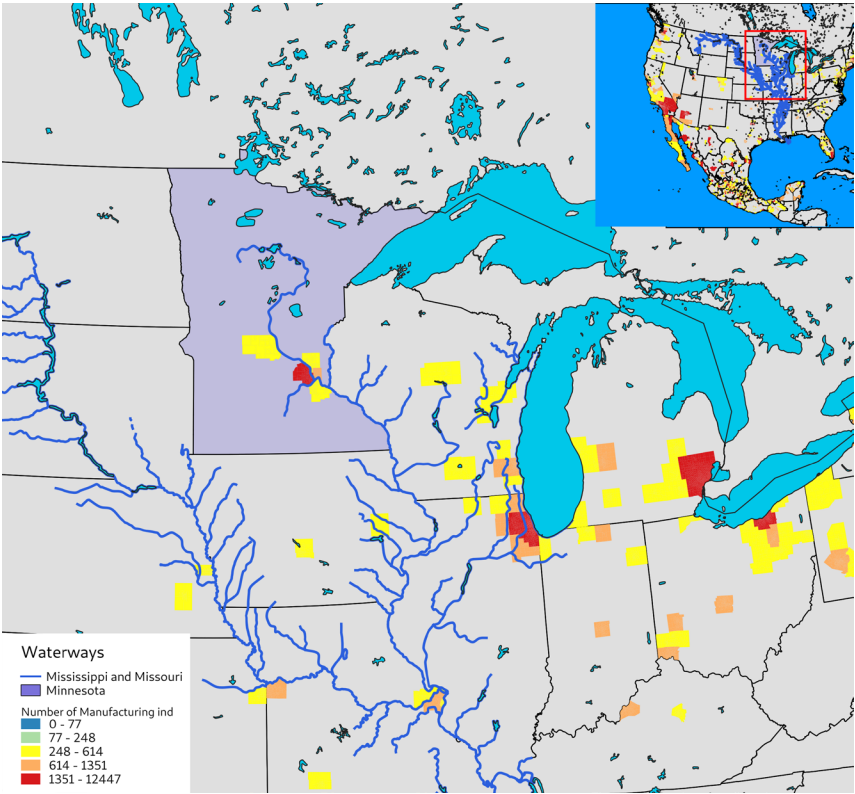 Waterways
Mississippi and Missouri
Minnesota
Number of Manufacturing ind
0 - 77
77 - 248
248 - 614
614 - 1351
1351 - 12447